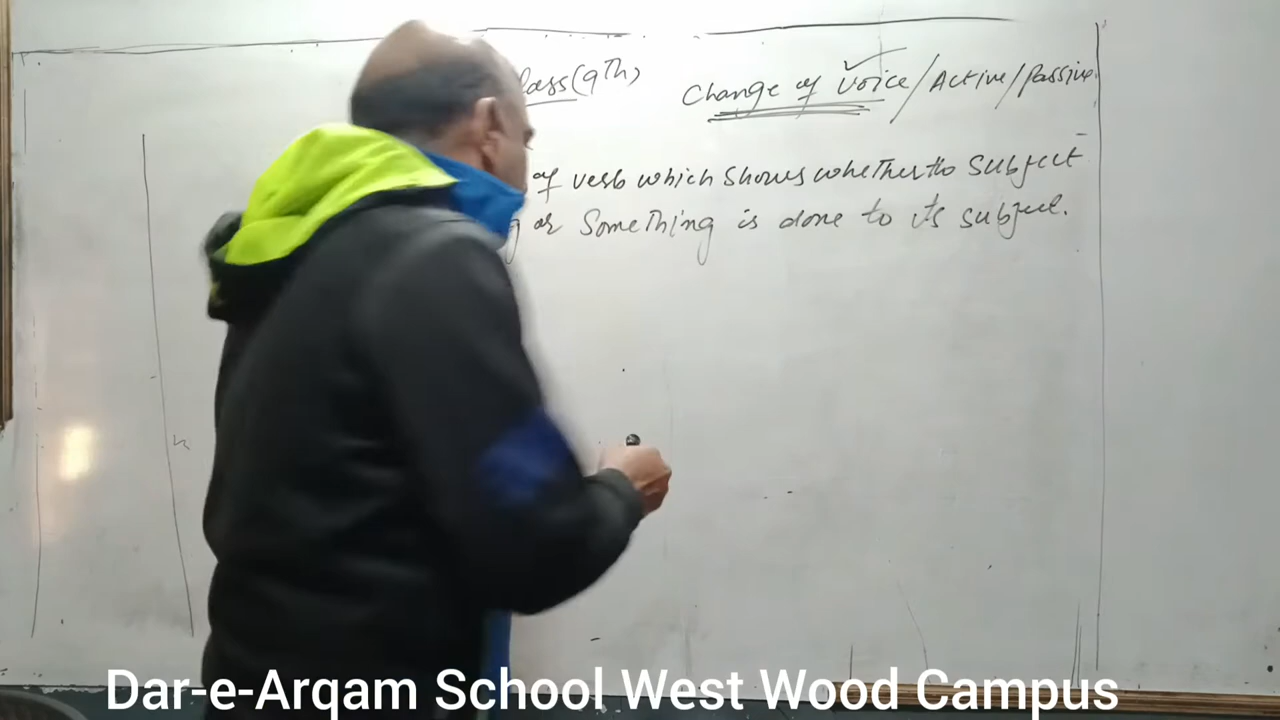 lass(9Th) Change of Voice/Active/Passive
of verb which shows whether the subject
g or Something is done to its subject.
Dar-e-Arqam School West Wood Campus